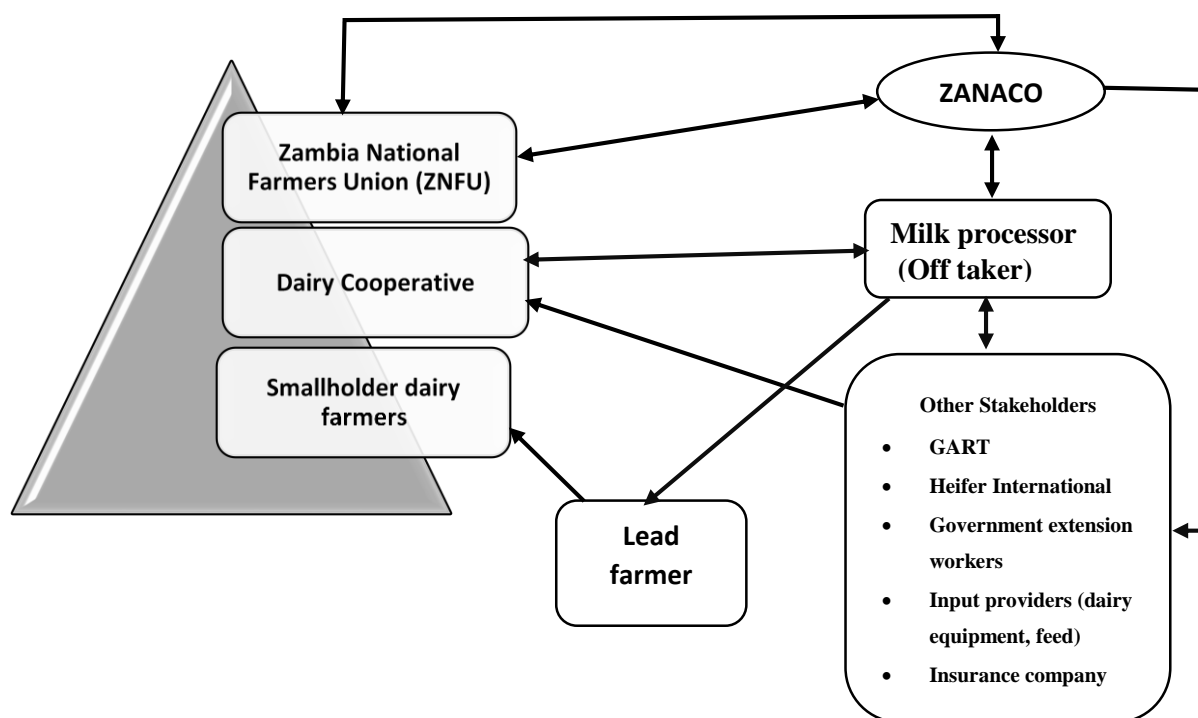 ZANACO
Zambia National
Farmers Union (ZNFU)
Milk processor
(Off taker)
Dairy Cooperative
Smallholder dairy
farmers
Other Stakeholders
• GART
• Heifer International
• Government extension
workers
• Input providers (dairy
equipment, feed)
• Insurance company
Lead
farmer